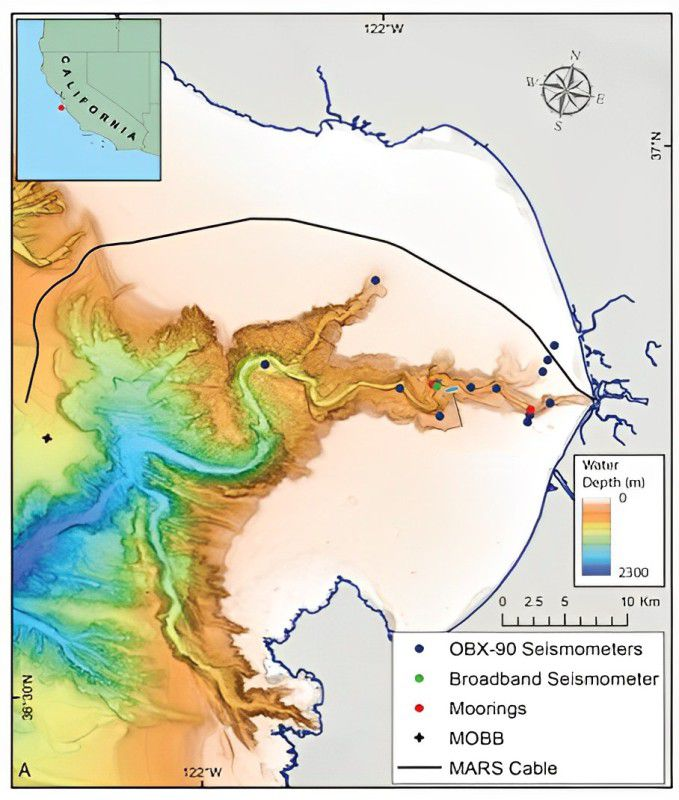 122°W
CALIFORNIA
N
W
E
S
37°N
Water
Depth (m)
0
2300
0 2.5 5 10 Km
OBX-90 Seismometers
Broadband Seismometer
Moorings
MOBB
MARS Cable
36°30'N
A
122°W